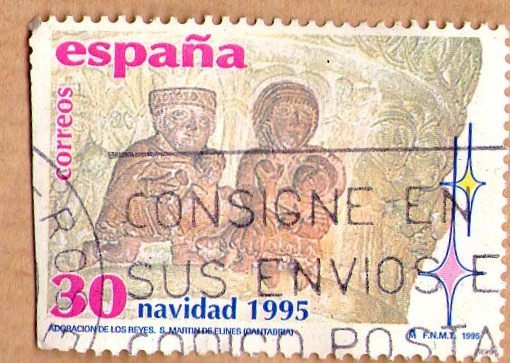 españa
correos
CONSIGNE EN
SUS ENVIOS E
30 navidad 1995
ADORACION DE LOS REYES. S. MARTIN DE ELINES (CANTABRIA)
F.N.M.T. 1995
POSTA